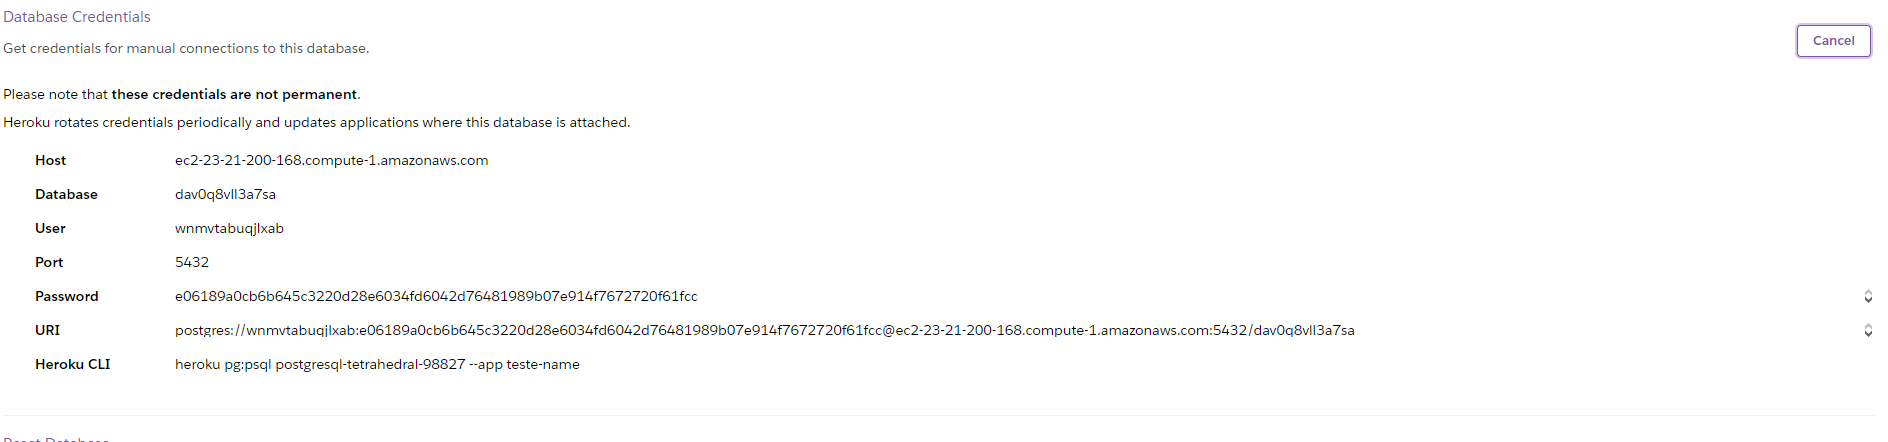 Database Credentials
Get credentials for manual connections to this database.
Cancel
Please note that these credentials are not permanent.
Heroku rotates credentials periodically and updates applications where this database is attached.
Host ec2-23-21-200-168.compute-1.amazonaws.com
Database dav0q8vll3a7sa
User wnmvtabuqjlxab
Port 5432
Password e06189a0cb6b645c3220d28e6034fd6042d76481989b07e914f7672720f61fcc
URI postgres://wnmvtabuqjlxab:e06189a0cb6b645c3220d28e6034fd6042d76481989b07e914f7672720f61fcc@ec2-23-21-200-168.compute-1.amazonaws.com:5432/dav0q8vll3a7sa
Heroku CLI heroku pg:psql postgresql-tetrahedral-98827 --app teste-name